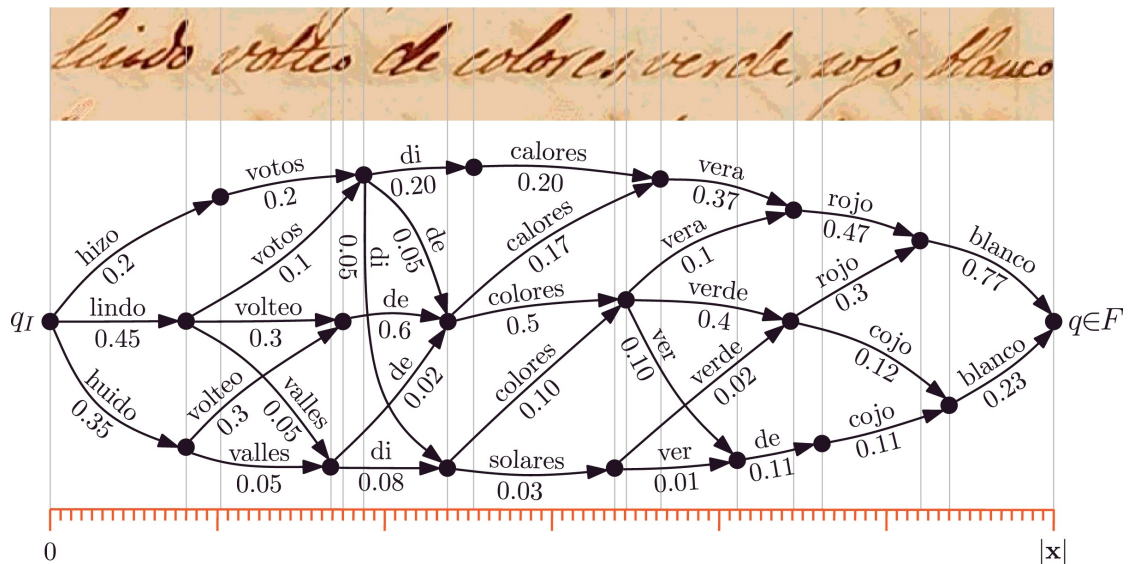 lindo volteo de colores, verde, rojo, blanco
votos
di
calores
vera
0.2
0.20
0.20
0.37
rojo
hizo
0.2
votos
0.1
0.05
di
de
0.05
calores
0.17
vera
0.1
0.47
blanco
0.77
q_I
lindo
0.45
volteo
0.3
de
0.6
colores
0.5
verde
0.4
rojo
0.3
q∈F
huido
0.35
volteo
0.3
valles
0.05
de
0.02
colores
0.10
ver
0.10
verde
0.02
cojo
0.12
blanco
0.23
valles
0.05
di
0.08
solares
0.03
ver
0.01
de
0.11
cojo
0.11
0
|x|